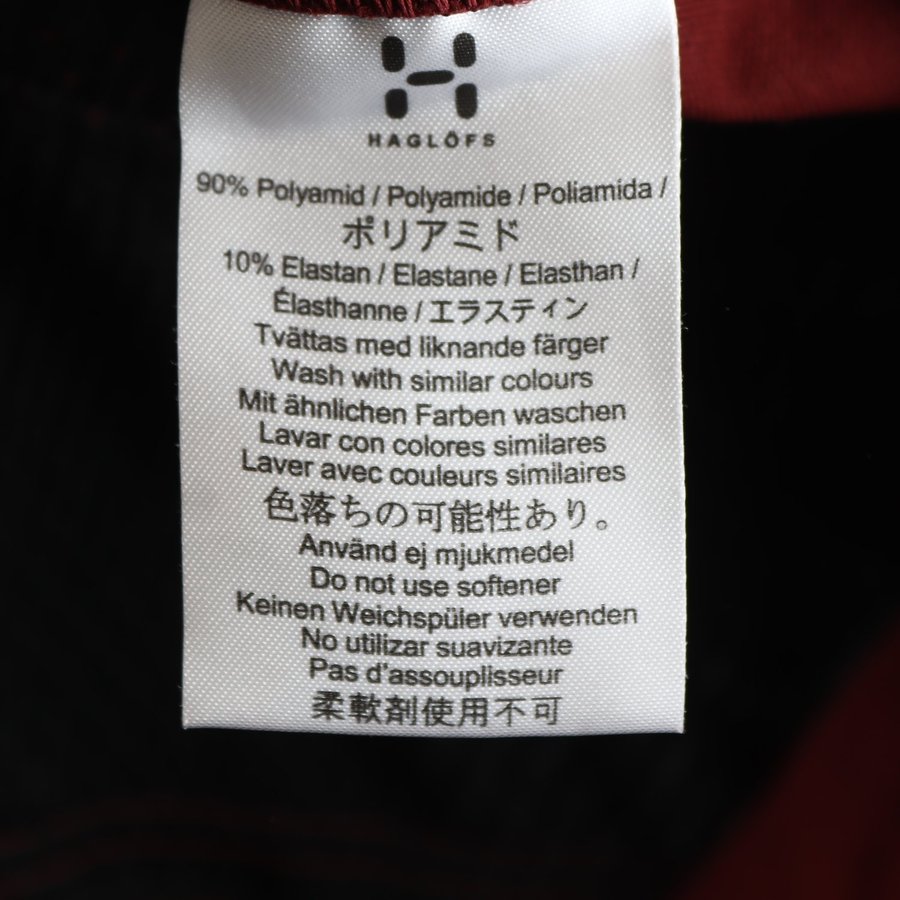 HAGLÖFS
90% Polyamid / Polyamide / Poliamida /
ポリアミド
10% Elastan / Elastane / Elasthan /
Élasthanne / エラスティン
Tvättas med liknande färger
Wash with similar colours
Mit ähnlichen Farben waschen
Lavar con colores similares
Laver avec couleurs similaires
色落ちの可能性あり。
Använd ej mjukmedel
Do not use softener
Keinen Weichspüler verwenden
No utilizar suavizante
Pas d'assouplisseur
柔軟剤使用不可